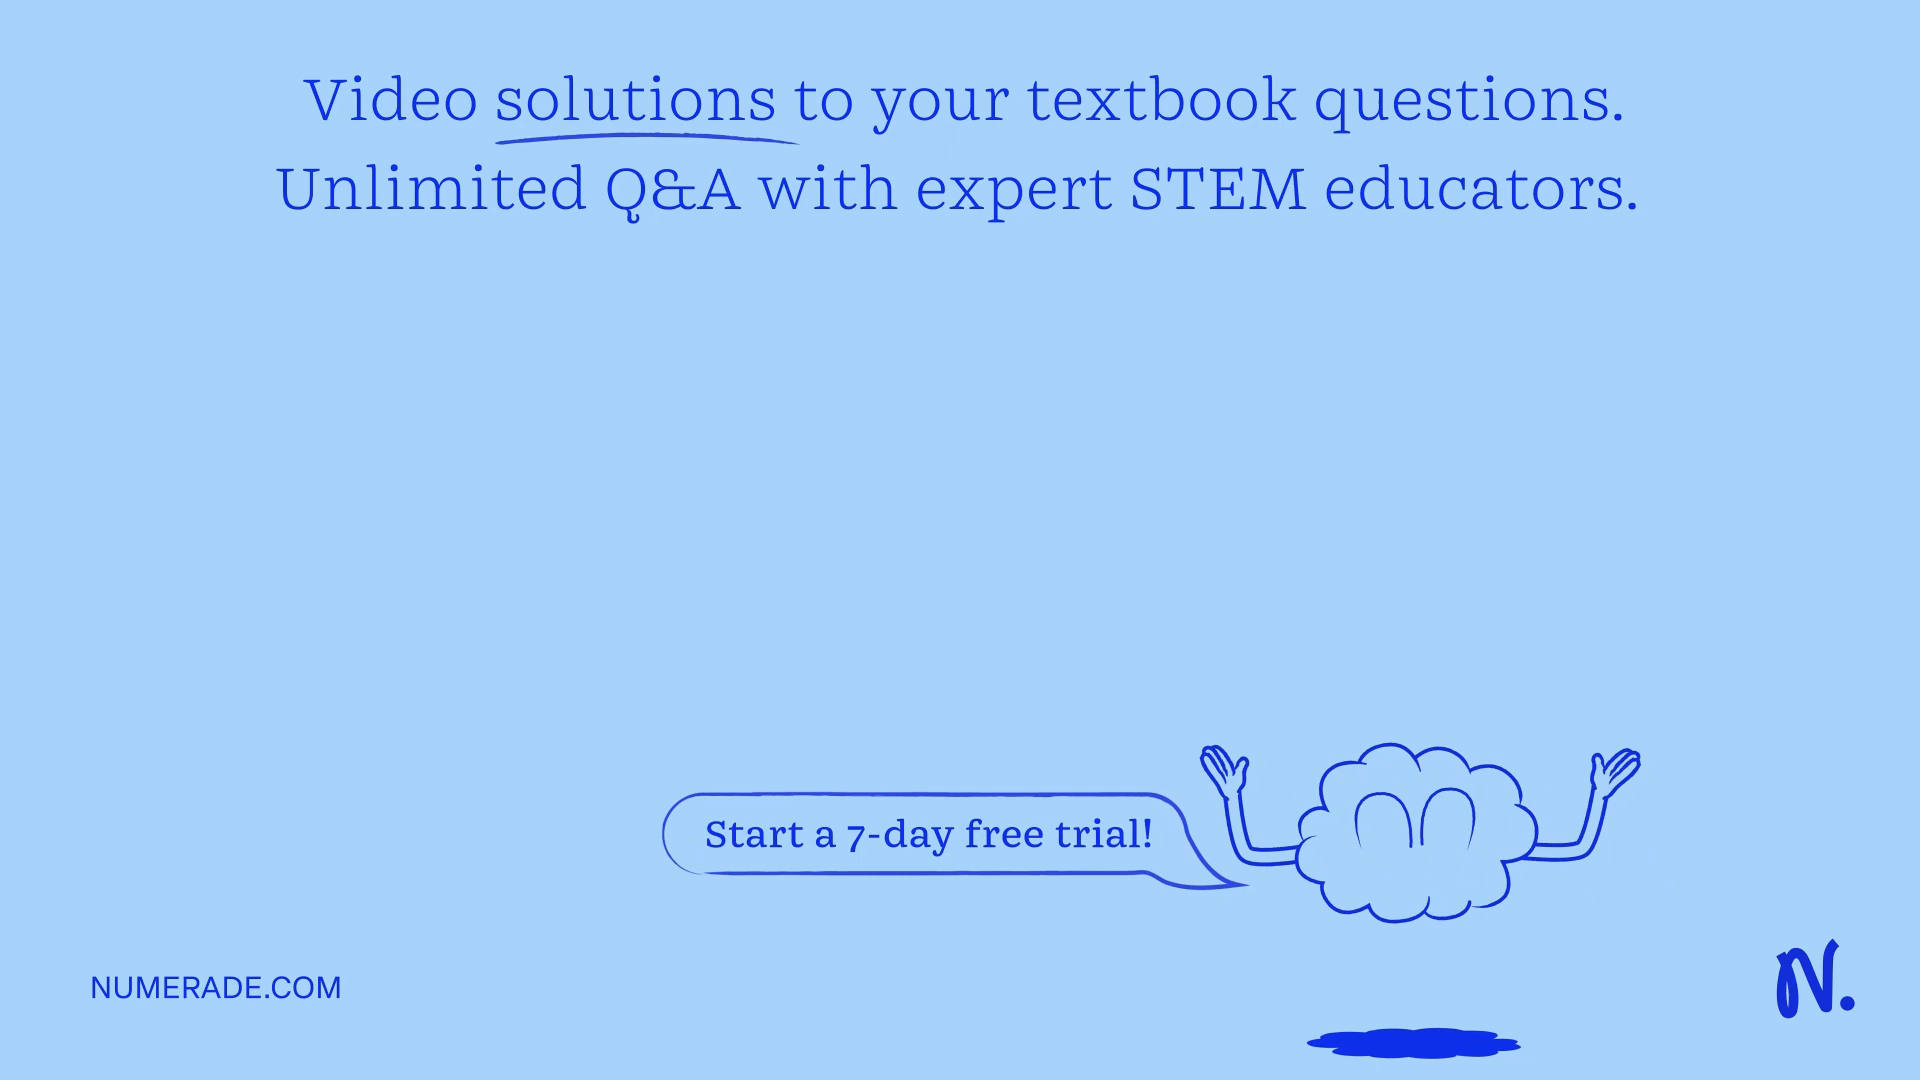 Video solutions to your textbook questions.
Unlimited Q&A with expert STEM educators.
Start a 7-day free trial!
NUMERADE.COM
N.